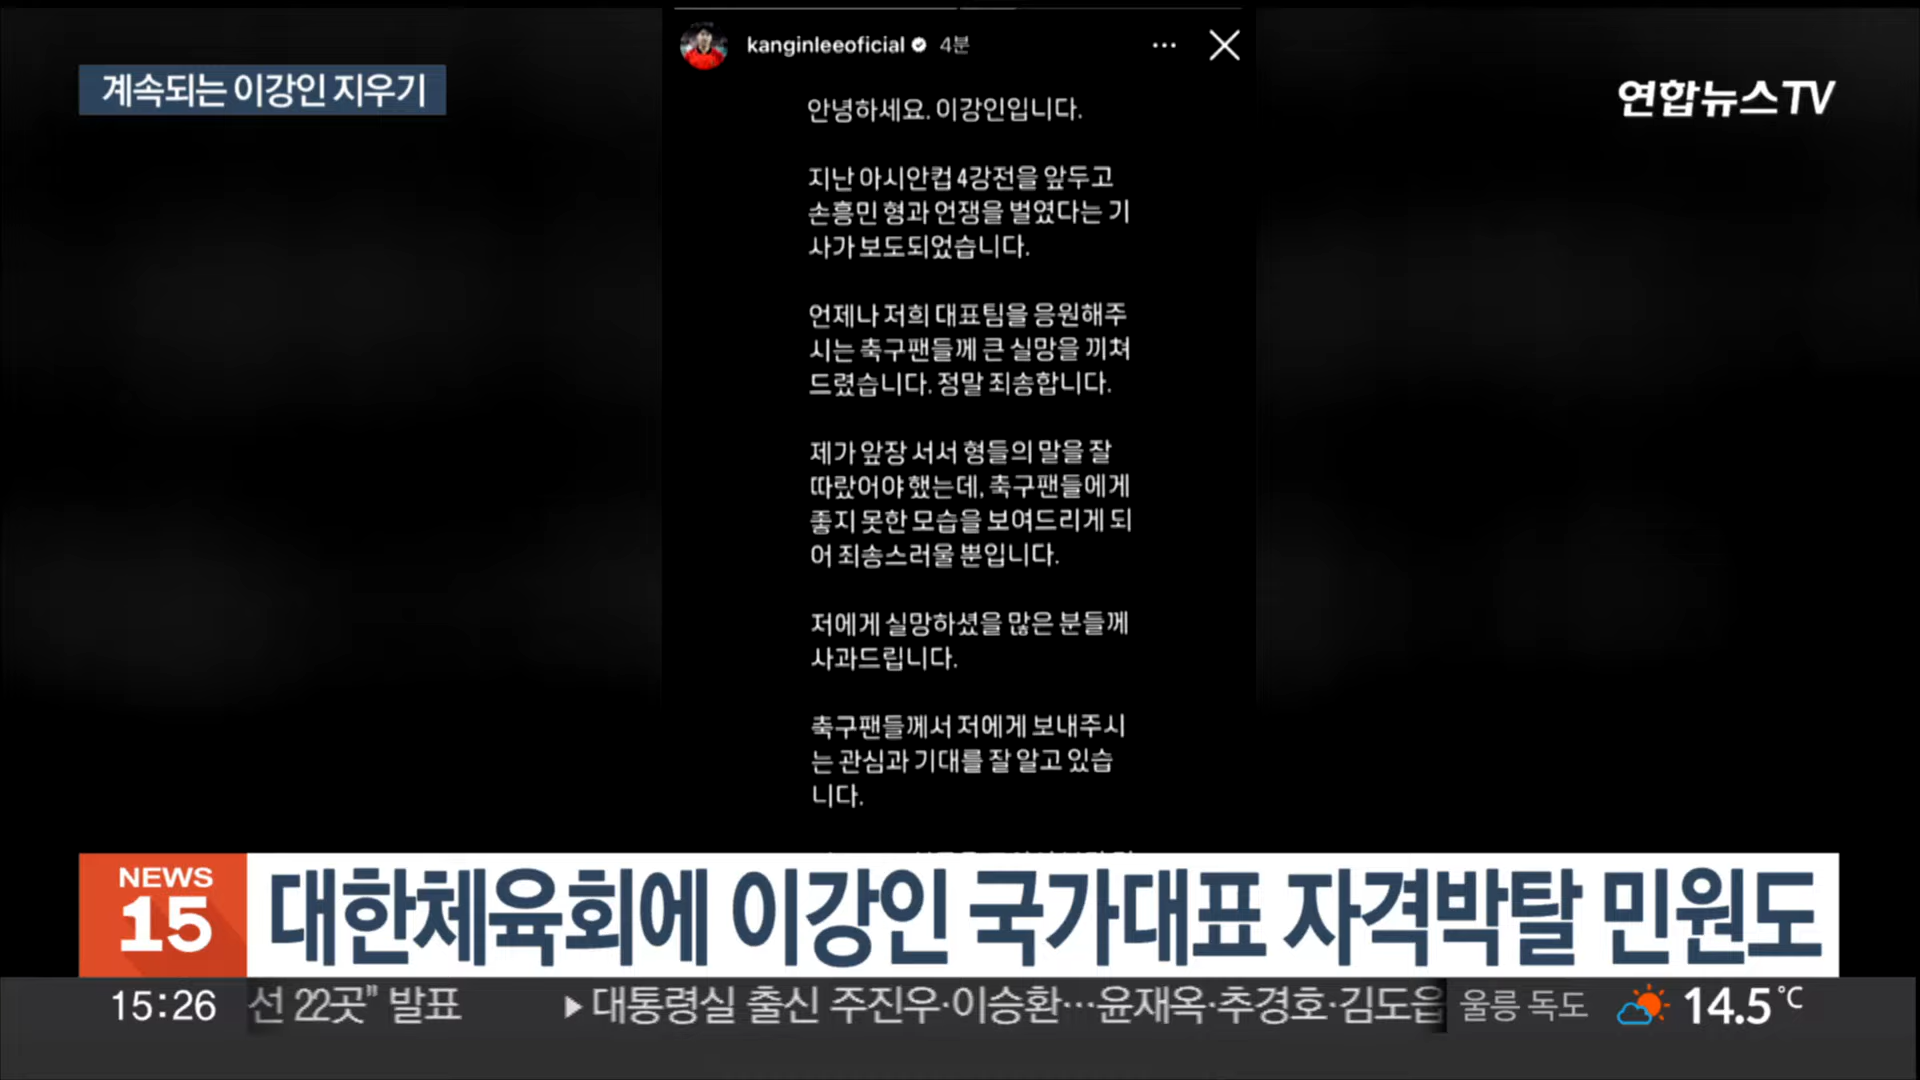 kanginleeoficial 4분
계속되는 이강인 지우기
연합뉴스TV
안녕하세요. 이강인입니다.
지난 아시안컵 4강전을 앞두고
손흥민 형과 언쟁을 벌였다는 기
사가 보도되었습니다.
언제나 저희 대표팀을 응원해주
시는 축구팬들께 큰 실망을 끼쳐
드렸습니다. 정말 죄송합니다.
제가 앞장 서서 형들의 말을 잘
따랐어야 했는데, 축구팬들에게
좋지 못한 모습을 보여드리게 되
어 죄송스러울 뿐입니다.
저에게 실망하셨을 많은 분들께
사과드립니다.
축구팬들께서 저에게 보내주시
는 관심과 기대를 잘 알고 있습
니다.
NEWS
15
대한체육회에 이강인 국가대표 자격박탈 민원도
15:26 선 22곳” 발표 ▶대통령실 출신 주진우·이승환…윤재옥·추경호·김도읍 울릉 독도 14.5℃